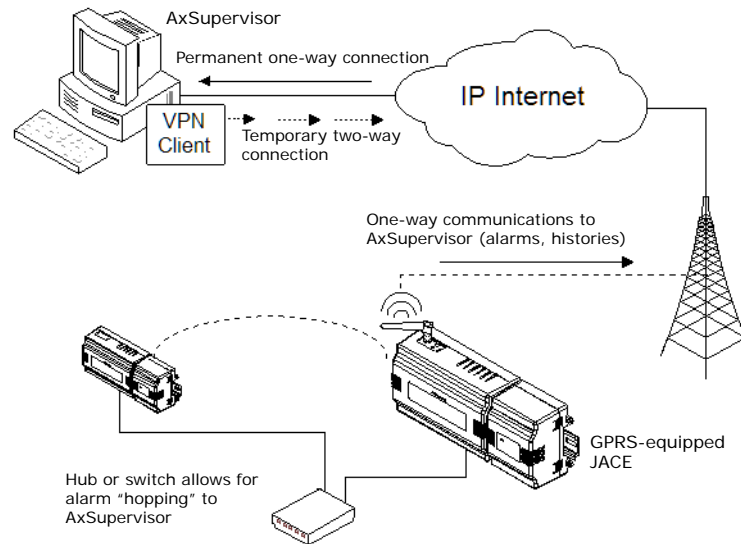 AxSupervisor
Permanent one-way connection
IP Internet
VPN
Client
Temporary two-way
connection
One-way communications to
AxSupervisor (alarms, histories)
GPRS-equipped
JACE
Hub or switch allows for
alarm “hopping” to
AxSupervisor